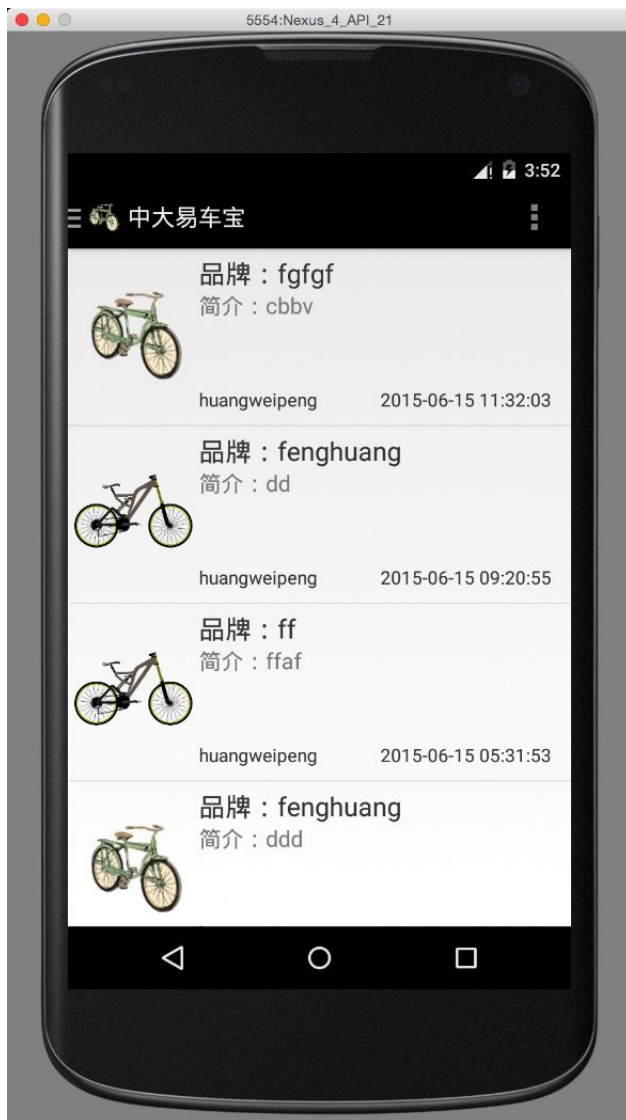 5554:Nexus_4_API_21
3:52
中大易车宝
品牌：fgfgf
简介：cbbv
huangweipeng 2015-06-15 11:32:03
品牌：fenghuang
简介：dd
huangweipeng 2015-06-15 09:20:55
品牌：ff
简介：ffaf
huangweipeng 2015-06-15 05:31:53
品牌：fenghuang
简介：ddd